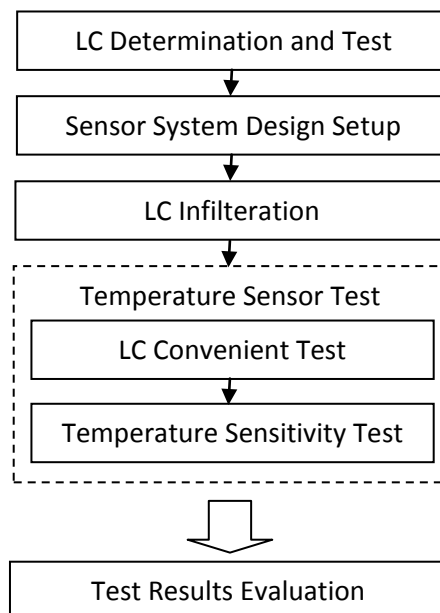 LC Determination and Test
Sensor System Design Setup
LC Infilteration
Temperature Sensor Test
LC Convenient Test
Temperature Sensitivity Test
Test Results Evaluation